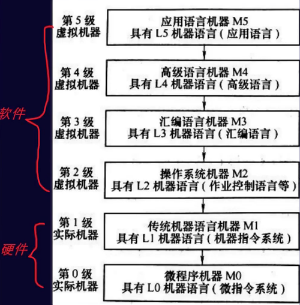 第5级
虚拟机器
应用语言机器 M5
具有 L5 机器语言(应用语言)
第4级
虚拟机器
高级语言机器 M4
具有 L4 机器语言(高级语言)
软件
第3级
虚拟机器
汇编语言机器 M3
具有 L3 机器语言(汇编语言)
第2级
虚拟机器
操作系统机器 M2
具有 L2 机器语言(作业控制语言等)
硬件
第1级
实际机器
传统机器语言机器 M1
具有 L1 机器语言(机器指令系统)
第0级
实际机器
微程序机器 M0
具有 L0 机器语言(微指令系统)